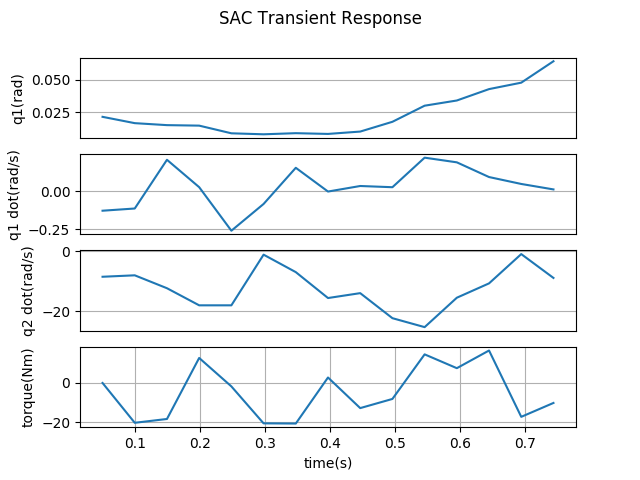 SAC Transient Response
q1(rad)
0.050
0.025
q1 dot(rad/s)
0.00
−0.25
q2 dot(rad/s)
0
−20
torque(Nm)
0
−20
0.1 0.2 0.3 0.4 0.5 0.6 0.7
time(s)